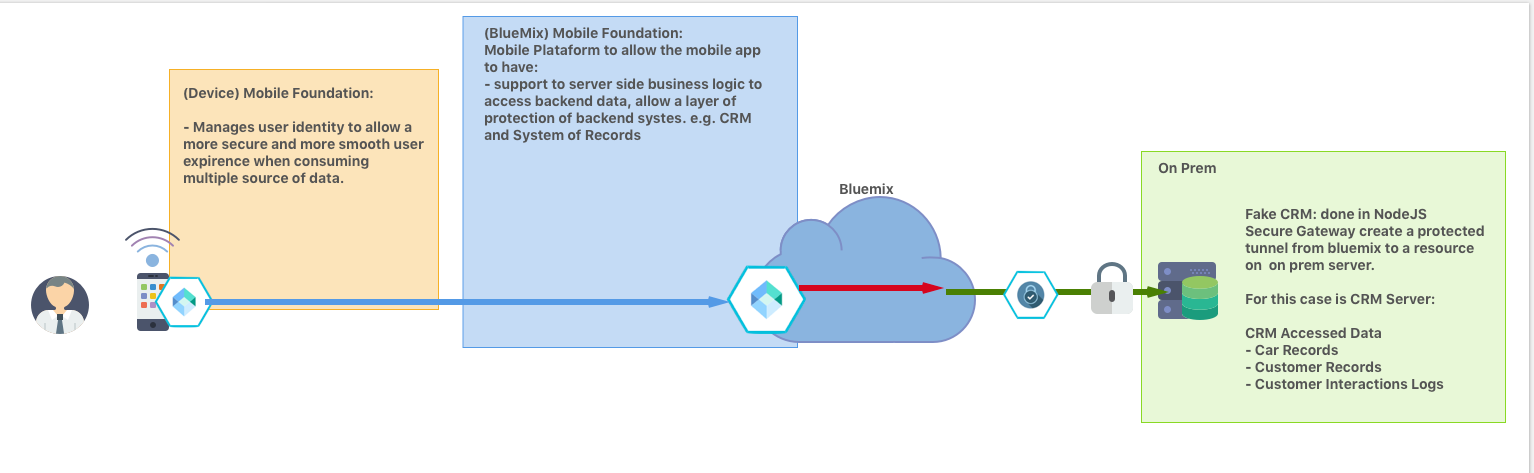 (Device) Mobile Foundation:
- Manages user identity to allow a
more secure and more smooth user
expirence when consuming
multiple source of data.
(BlueMix) Mobile Foundation:
Mobile Plataform to allow the mobile app
to have:
- support to server side business logic to
access backend data, allow a layer of
protection of backend systes. e.g. CRM
and System of Records
Bluemix
On Prem
Fake CRM: done in NodeJS
Secure Gateway create a protected
tunnel from bluemix to a resource
on  on prem server.
For this case is CRM Server:
CRM Accessed Data
- Car Records
- Customer Records
- Customer Interactions Logs